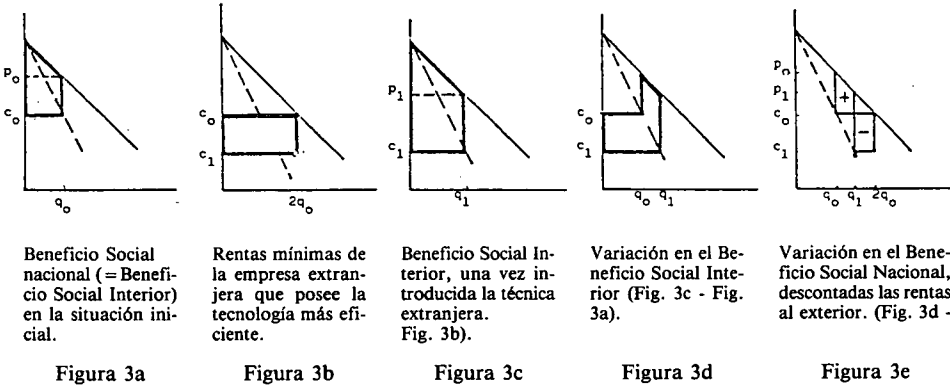 p₀
c₀
q₀
c₀
c₁
2q₀
p₁
c₁
q₁
c₀
c₁
q₀ q₁
p₀
p₁
c₀
c₁
+
−
q₀ q₁ 2q₀
Beneficio Social
nacional (=Benefi-
cio Social Interior)
en la situación ini-
cial.
Figura 3a
Rentas mínimas de
la empresa extran-
jera que posee la
tecnología más efi-
ciente.
Figura 3b
Beneficio Social In-
terior, una vez in-
troducida la técnica
extranjera.
Fig. 3b).
Figura 3c
Variación en el Be-
neficio Social Inte-
rior (Fig. 3c - Fig.
3a).
Figura 3d
Variación en el Bene-
ficio Social Nacional,
descontadas las rentas
al exterior. (Fig. 3d -
Figura 3e